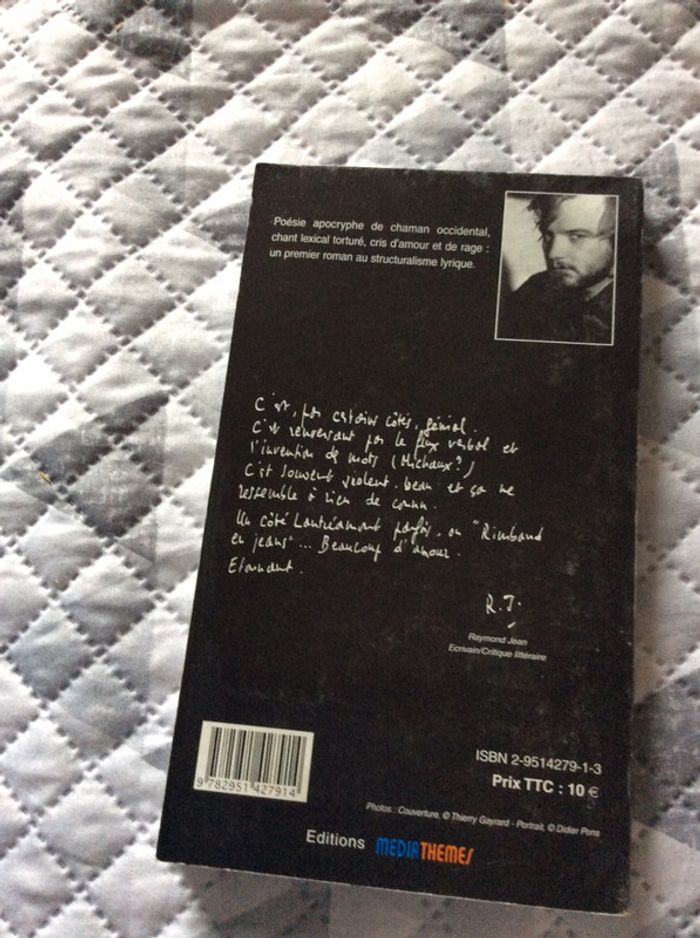 Poésie apocryphe de chaman occidental,
chant lexical torturé, cris d'amour et de rage :
un premier roman au structuralisme lyrique.
C'est, par certains côtés, génial.
C'est renversant par le flux verbal et
l'invention de mots (Michaux?)
C'est souvent violent. beau et ça ne
ressemble à rien de connu.
Un côté Lautréamont parfois, ou "Rimbaud
en jeans"... Beaucoup d'amour.
Etonnant.
R.J.
Raymond Jean
Ecrivain/Critique littéraire
ISBN 2-9514279-1-3
Prix TTC : 10 €
9 782951 427914
Photos : Couverture, © Thierry Gayrard - Portrait, © Didier Pons
Editions MEDIATHEMES